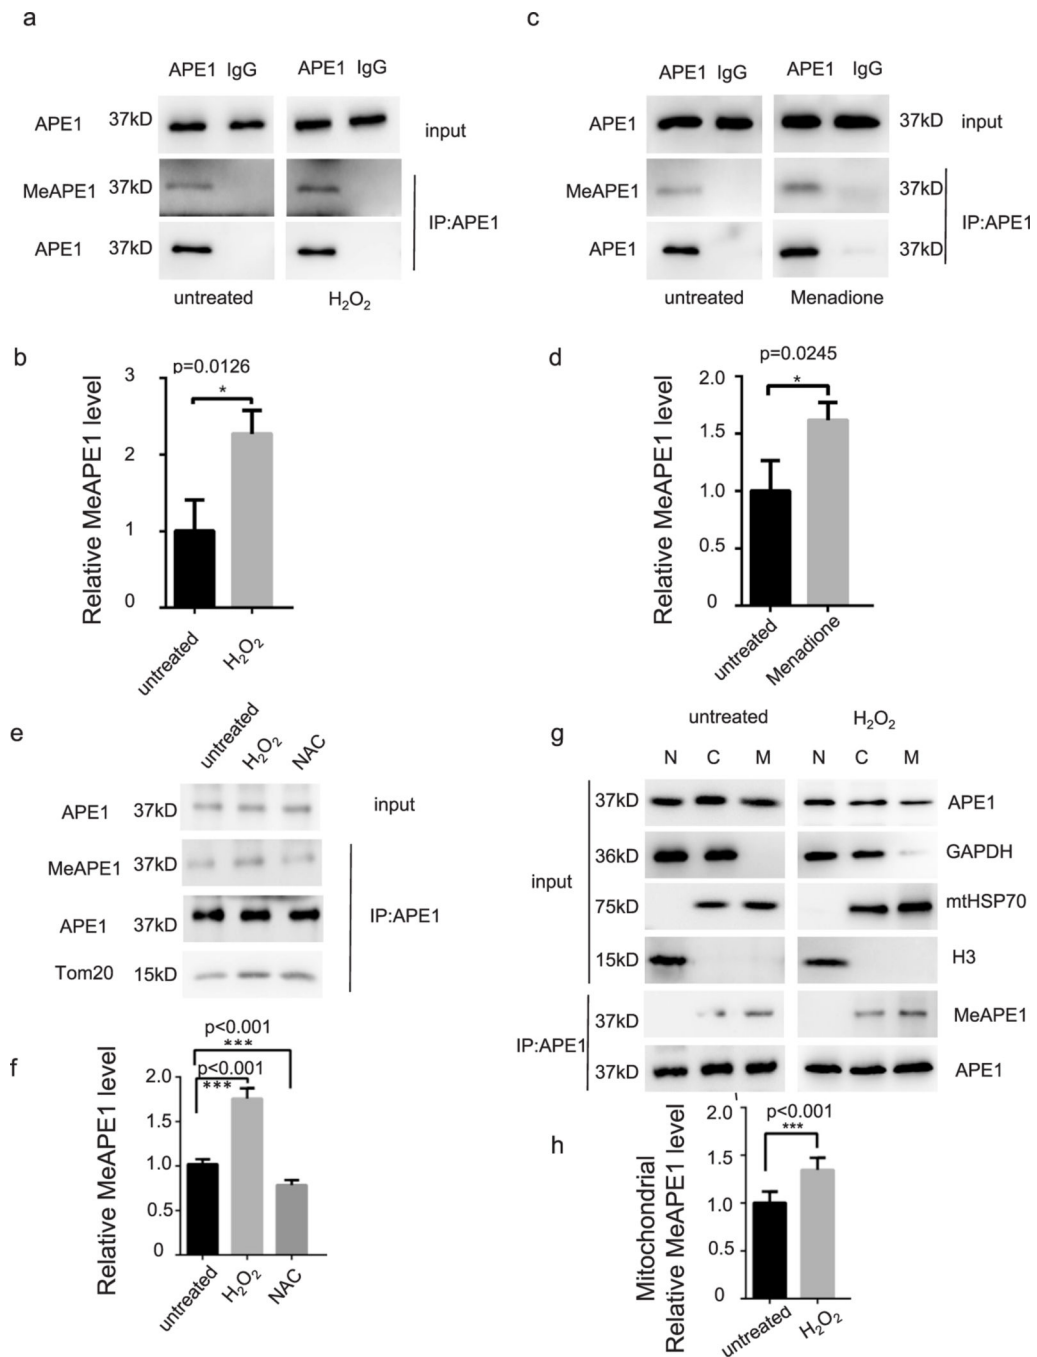 a
APE1 IgG APE1 IgG
APE1 37kD input
MeAPE1 37kD
IP:APE1
APE1 37kD
untreated H₂O₂
b
p=0.0126
*
Relative MeAPE1 level
3
2
1
0
untreated
H₂O₂
c
APE1 IgG APE1 IgG
APE1 37kD input
MeAPE1 37kD
IP:APE1
APE1 37kD
untreated Menadione
d
p=0.0245
*
Relative MeAPE1 level
2.0
1.5
1.0
0.5
0
untreated
Menadione
e
untreated H₂O₂ NAC
APE1 37kD input
MeAPE1 37kD
IP:APE1
APE1 37kD
Tom20 15kD
f
p<0.001
***
p<0.001
***
Relative MeAPE1 level
2.0
1.5
1.0
0.5
0
untreated
H₂O₂
NAC
g
untreated H₂O₂
N C M N C M
37kD APE1
36kD GAPDH
input
75kD mtHSP70
15kD H3
37kD MeAPE1
IP:APE1
37kD APE1
h
p<0.001
***
Mitochondrial
Relative MeAPE1 level
2.0
1.5
1.0
0.5
0
untreated
H₂O₂